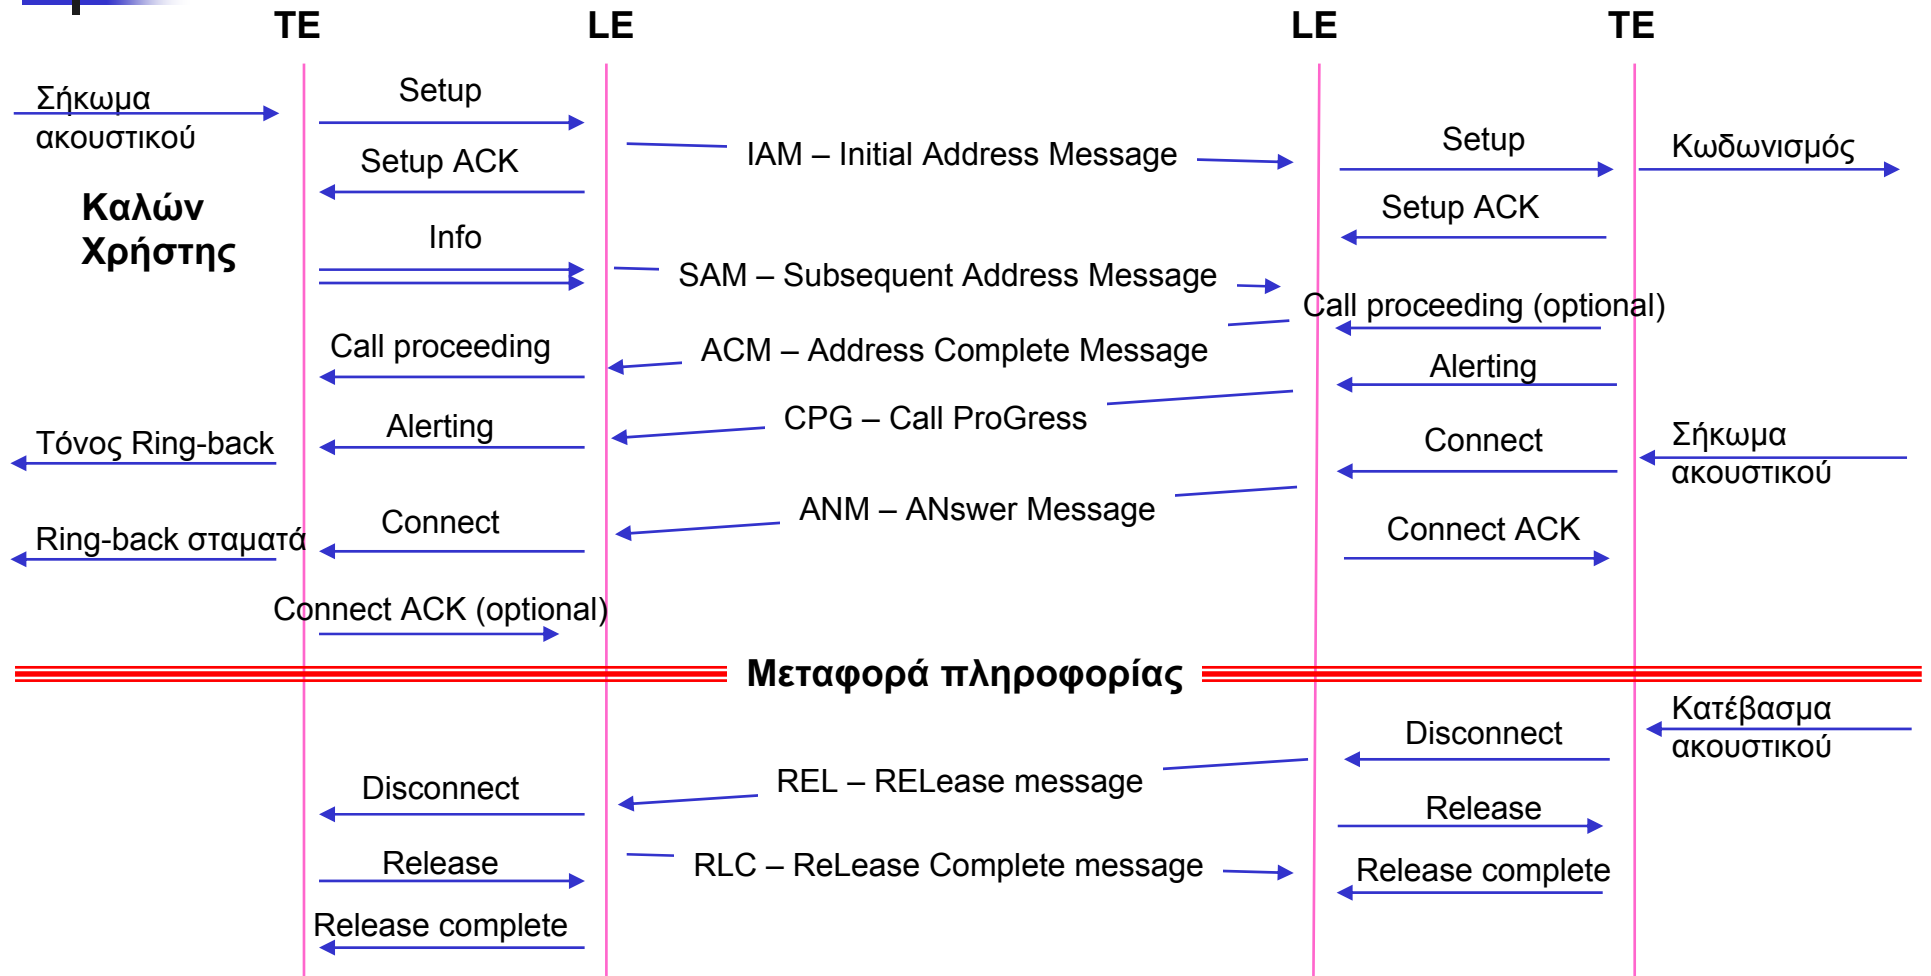 TE LE LE TE
Σήκωμα
ακουστικού
Setup
IAM – Initial Address Message
Setup
Κωδωνισμός
Setup ACK
Καλών
Χρήστης
Setup ACK
Info
SAM – Subsequent Address Message
Call proceeding (optional)
Call proceeding
ACM – Address Complete Message
Alerting
Τόνος Ring-back
Alerting
CPG – Call ProGress
Connect
Σήκωμα
ακουστικού
Ring-back σταματά
Connect
ANM – ANswer Message
Connect ACK
Connect ACK (optional)
Μεταφορά πληροφορίας
Κατέβασμα
ακουστικού
Disconnect
REL – RELease message
Disconnect
Release
Release
RLC – ReLease Complete message
Release complete
Release complete